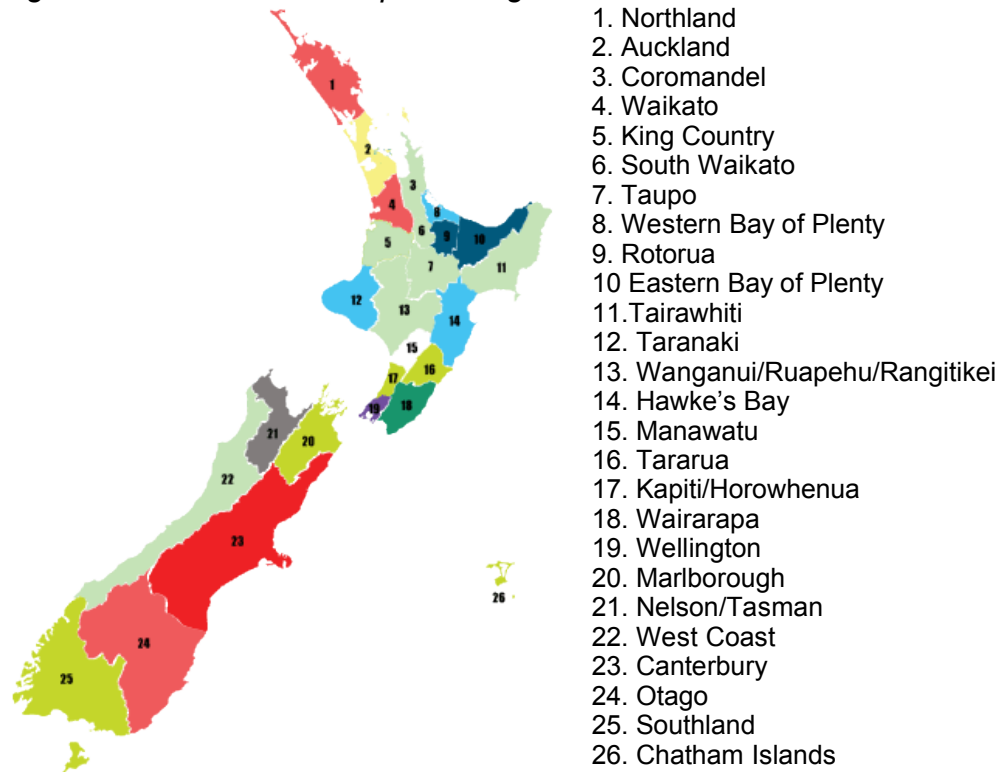 1. Northland
2. Auckland
3. Coromandel
4. Waikato
5. King Country
6. South Waikato
7. Taupo
8. Western Bay of Plenty
9. Rotorua
10 Eastern Bay of Plenty
11.Tairawhiti
12. Taranaki
13. Wanganui/Ruapehu/Rangitikei
14. Hawke's Bay
15. Manawatu
16. Tararua
17. Kapiti/Horowhenua
18. Wairarapa
19. Wellington
20. Marlborough
21. Nelson/Tasman
22. West Coast
23. Canterbury
24. Otago
25. Southland
26. Chatham Islands
1
2
3
4
8
6
9
10
5
7
11
12
13
14
15
16
17
18
19
20
21
22
23
24
25
26